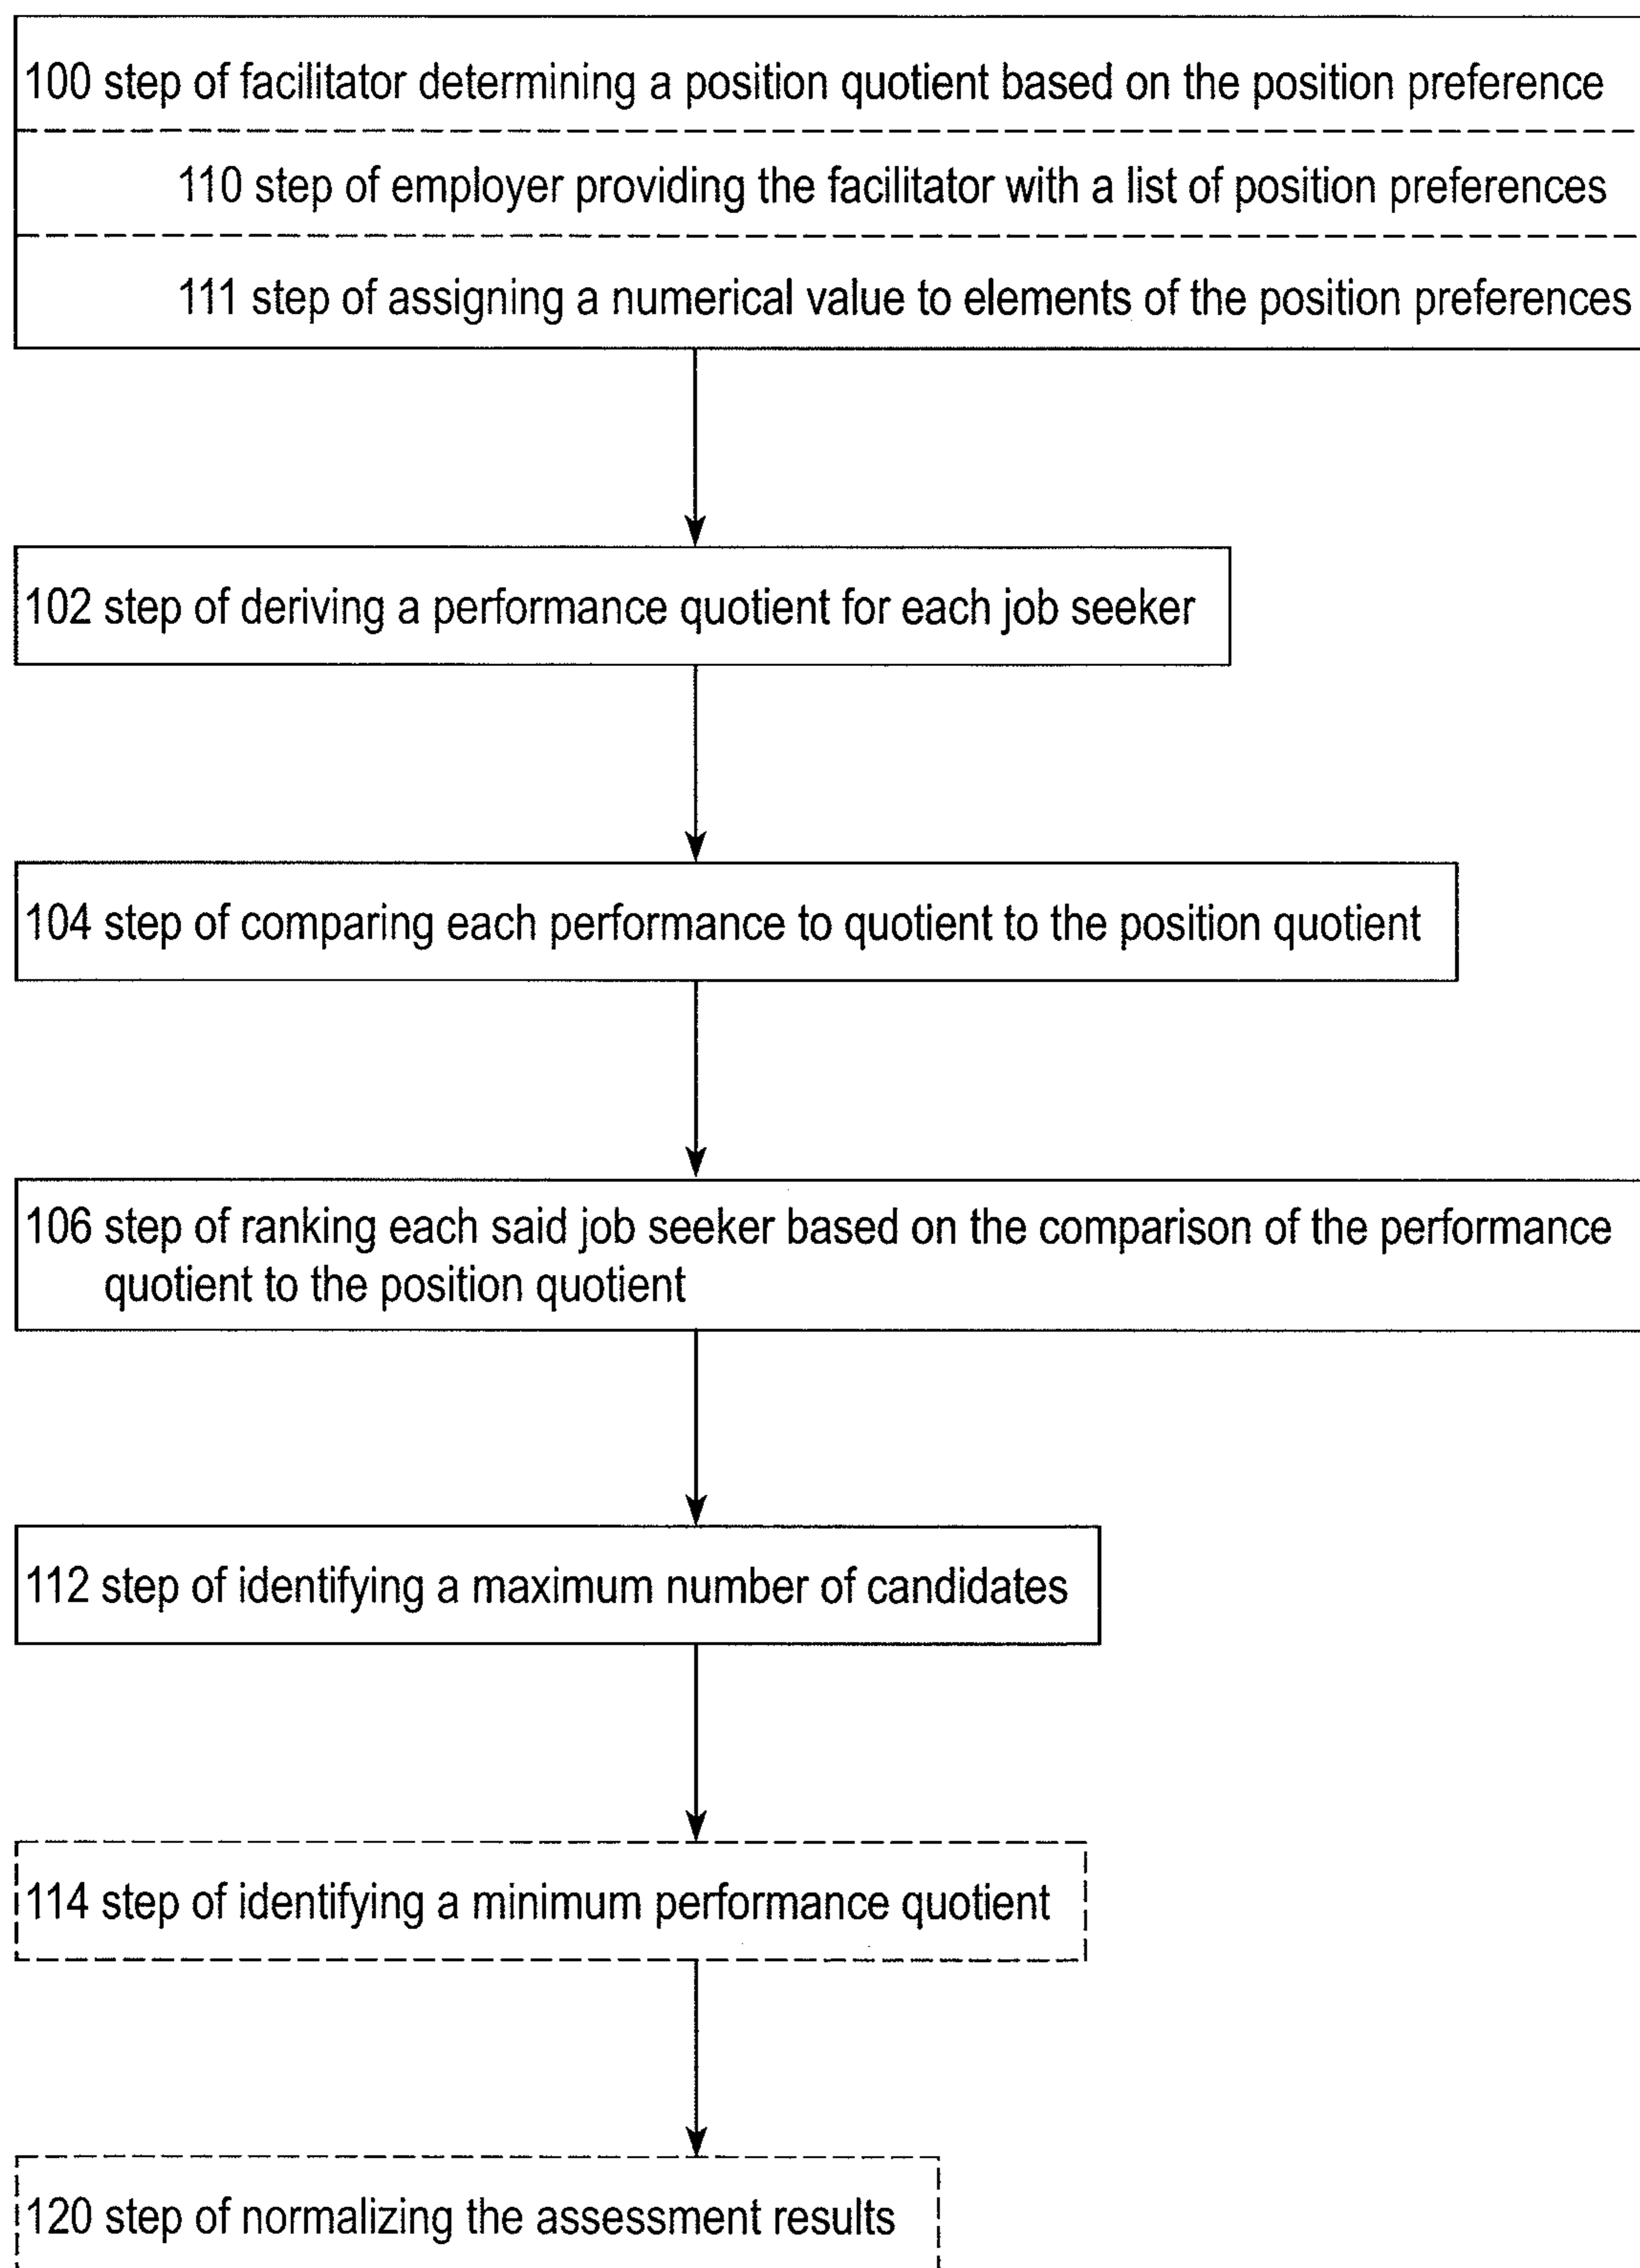 100 step of facilitator determining a position quotient based on the position preference
110 step of employer providing the facilitator with a list of position preferences
111 step of assigning a numerical value to elements of the position preferences
102 step of deriving a performance quotient for each job seeker
104 step of comparing each performance to quotient to the position quotient
106 step of ranking each said job seeker based on the comparison of the performance
quotient to the position quotient
112 step of identifying a maximum number of candidates
114 step of identifying a minimum performance quotient
120 step of normalizing the assessment results